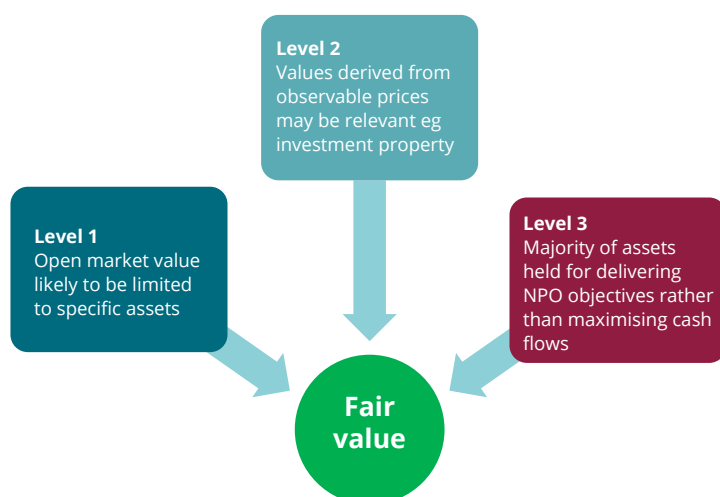 Level 1
Open market value
likely to be limited
to specific assets
Level 2
Values derived from
observable prices
may be relevant eg
investment property
Level 3
Majority of assets
held for delivering
NPO objectives rather
than maximising cash
flows
Fair
value